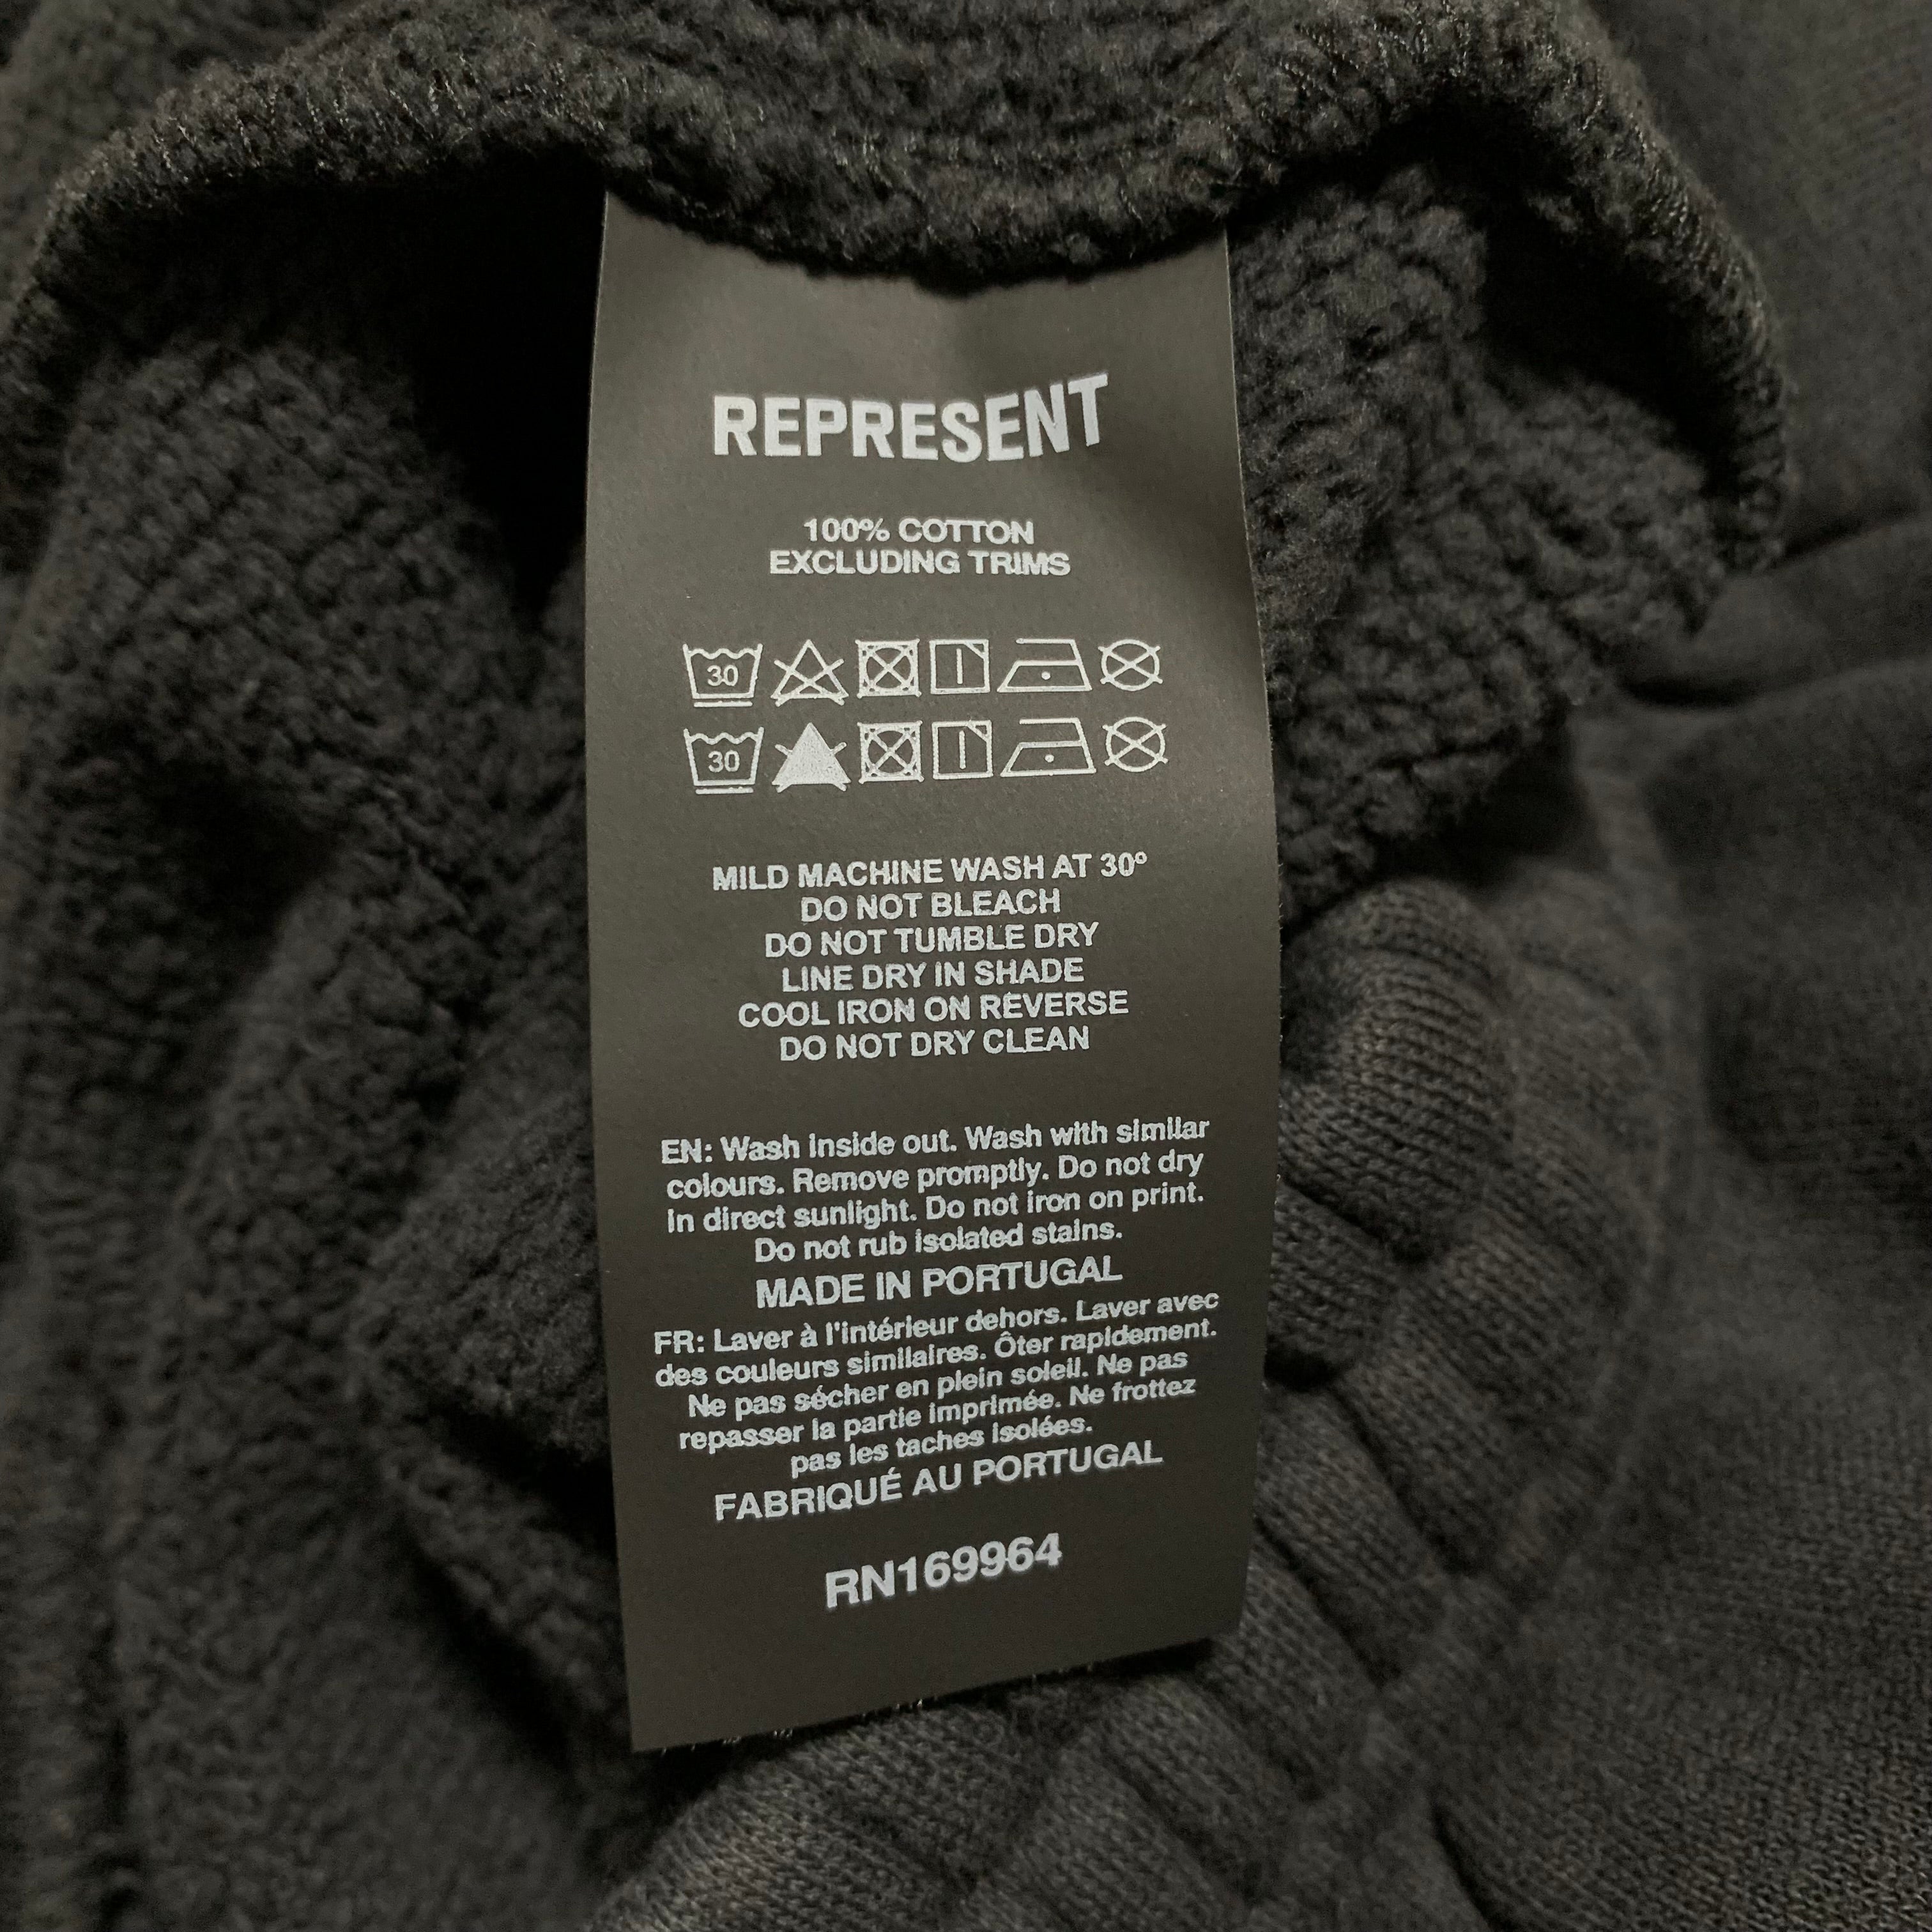 REPRESENT
100% COTTON
EXCLUDING TRIMS
30
30
MILD MACHINE WASH AT 30º
DO NOT BLEACH
DO NOT TUMBLE DRY
LINE DRY IN SHADE
COOL IRON ON REVERSE
DO NOT DRY CLEAN
EN: Wash inside out. Wash with similar
colours. Remove promptly. Do not dry
in direct sunlight. Do not iron on print.
Do not rub isolated stains.
MADE IN PORTUGAL
FR: Laver à l'intérieur dehors. Laver avec
des couleurs similaires. Ôter rapidement.
Ne pas sécher en plein soleil. Ne pas
repasser la partie imprimée. Ne frottez
pas les taches isolées.
FABRIQUÉ AU PORTUGAL
RN169964